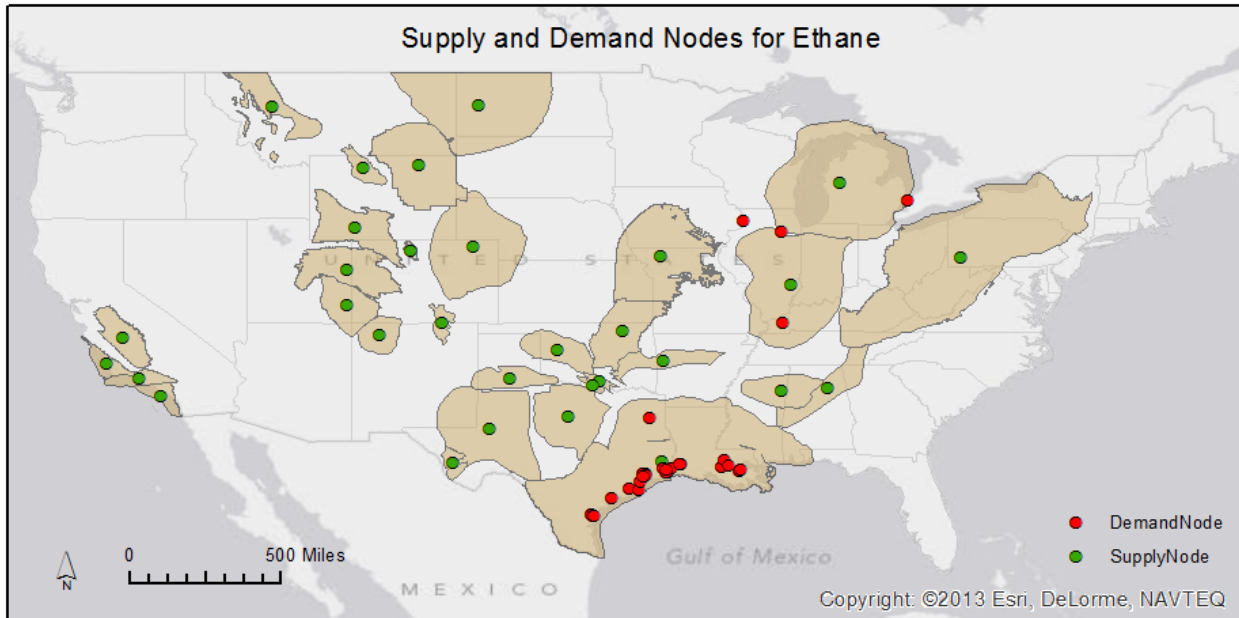 Supply and Demand Nodes for Ethane
UNITED STATES
DemandNode
SupplyNode
0 500 Miles
N
Gulf of Mexico
MEXICO
Copyright: ©2013 Esri, DeLorme, NAVTEQ